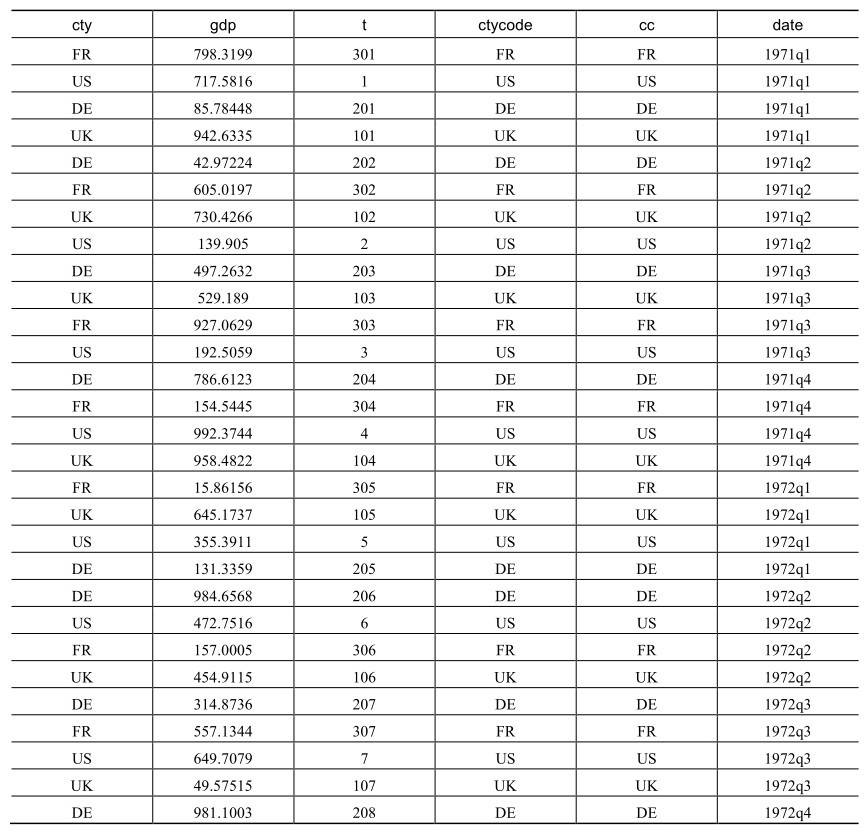 cty gdp t ctycode cc date
FR 798.3199 301 FR FR 1971q1
US 717.5816 1 US US 1971q1
DE 85.78448 201 DE DE 1971q1
UK 942.6335 101 UK UK 1971q1
DE 42.97224 202 DE DE 1971q2
FR 605.0197 302 FR FR 1971q2
UK 730.4266 102 UK UK 1971q2
US 139.905 2 US US 1971q2
DE 497.2632 203 DE DE 1971q3
UK 529.189 103 UK UK 1971q3
FR 927.0629 303 FR FR 1971q3
US 192.5059 3 US US 1971q3
DE 786.6123 204 DE DE 1971q4
FR 154.5445 304 FR FR 1971q4
US 992.3744 4 US US 1971q4
UK 958.4822 104 UK UK 1971q4
FR 15.86156 305 FR FR 1972q1
UK 645.1737 105 UK UK 1972q1
US 355.3911 5 US US 1972q1
DE 131.3359 205 DE DE 1972q1
DE 984.6568 206 DE DE 1972q2
US 472.7516 6 US US 1972q2
FR 157.0005 306 FR FR 1972q2
UK 454.9115 106 UK UK 1972q2
DE 314.8736 207 DE DE 1972q3
FR 557.1344 307 FR FR 1972q3
US 649.7079 7 US US 1972q3
UK 49.57515 107 UK UK 1972q3
DE 981.1003 208 DE DE 1972q4